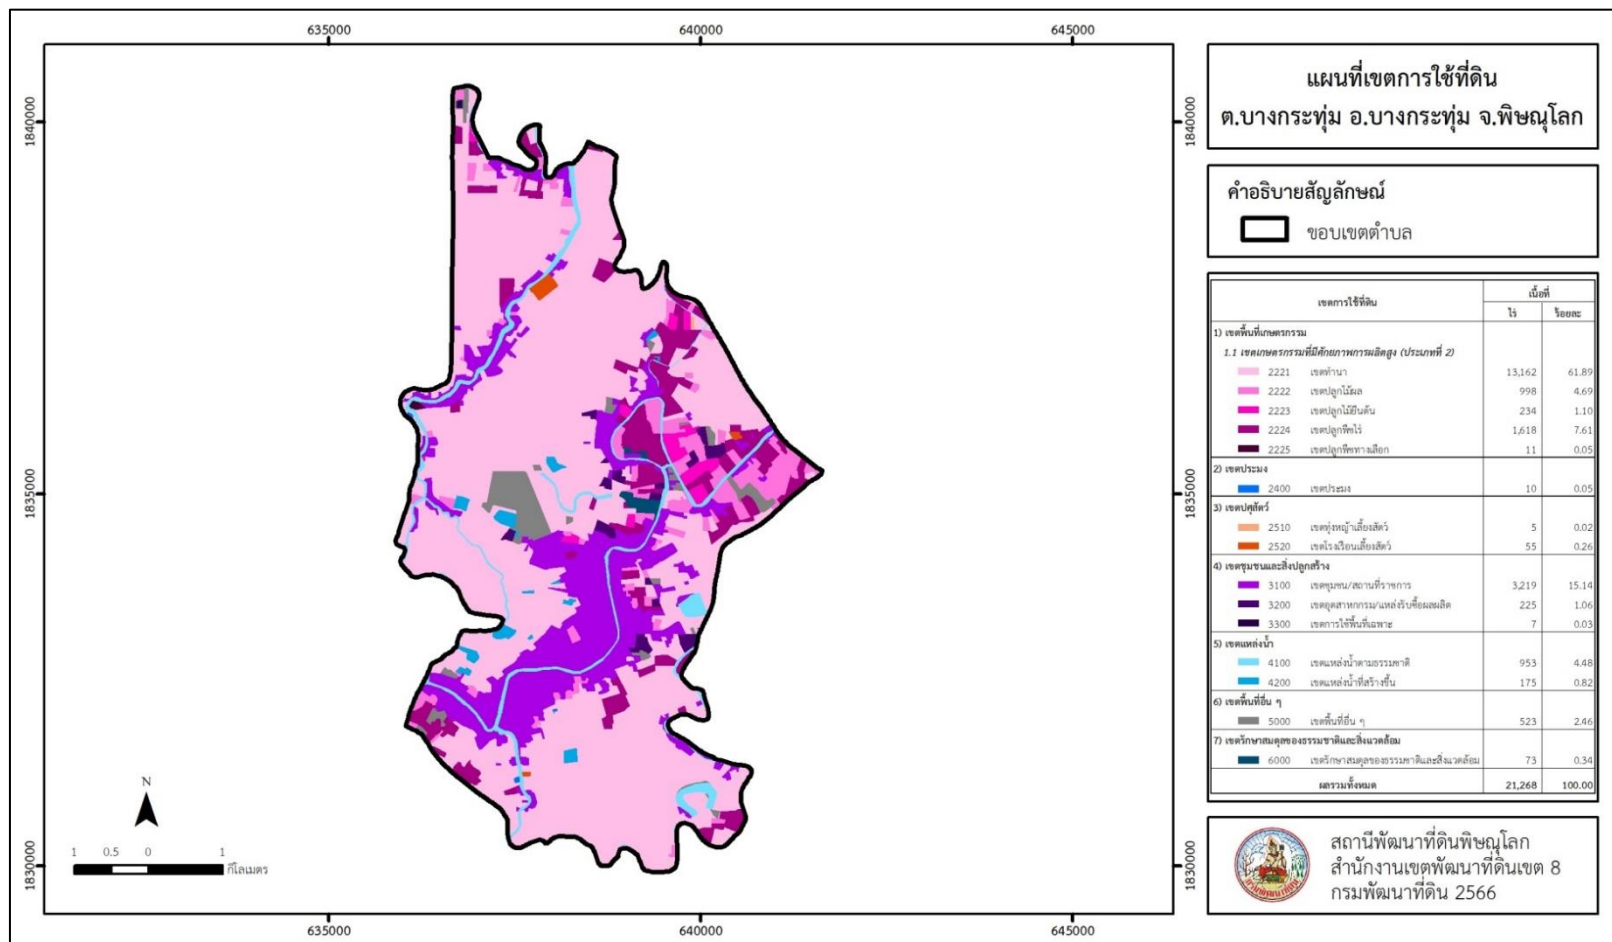 635000 640000 645000
1840000 1840000
1835000 1835000
1830000 1830000
635000 640000 645000
N
1 0.5 0 1
กิโลเมตร
แผนที่เขตการใช้ที่ดิน
ต.บางกระทุ่ม อ.บางกระทุ่ม จ.พิษณุโลก
คำอธิบายสัญลักษณ์
ขอบเขตตำบล
เขตการใช้ที่ดิน เนื้อที่
ไร่ ร้อยละ
1) เขตพื้นที่เกษตรกรรม
1.1 เขตเกษตรกรรมที่มีศักยภาพการผลิตสูง (ประเภทที่ 2)
2221 เขตทำนา 13,162 61.89
2222 เขตปลูกไม้ผล 998 4.69
2223 เขตปลูกไม้ยืนต้น 234 1.10
2224 เขตปลูกพืชไร่ 1,618 7.61
2225 เขตปลูกพืชทางเลือก 11 0.05
2) เขตประมง
2400 เขตประมง 10 0.05
3) เขตปศุสัตว์
2510 เขตทุ่งหญ้าเลี้ยงสัตว์ 5 0.02
2520 เขตโรงเรือนเลี้ยงสัตว์ 55 0.26
4) เขตชุมชนและสิ่งปลูกสร้าง
3100 เขตชุมชน/สถานที่ราชการ 3,219 15.14
3200 เขตอุตสาหกรรม/แหล่งรับซื้อผลผลิต 225 1.06
3300 เขตการใช้พื้นที่เฉพาะ 7 0.03
5) เขตแหล่งน้ำ
4100 เขตแหล่งน้ำตามธรรมชาติ 953 4.48
4200 เขตแหล่งน้ำที่สร้างขึ้น 175 0.82
6) เขตพื้นที่อื่น ๆ
5000 เขตพื้นที่อื่น ๆ 523 2.46
7) เขตรักษาสมดุลของธรรมชาติและสิ่งแวดล้อม
6000 เขตรักษาสมดุลของธรรมชาติและสิ่งแวดล้อม 73 0.34
ผลรวมทั้งหมด 21,268 100.00
กรมพัฒนาที่ดิน
สถานีพัฒนาที่ดินพิษณุโลก
สำนักงานเขตพัฒนาที่ดินเขต 8
กรมพัฒนาที่ดิน 2566